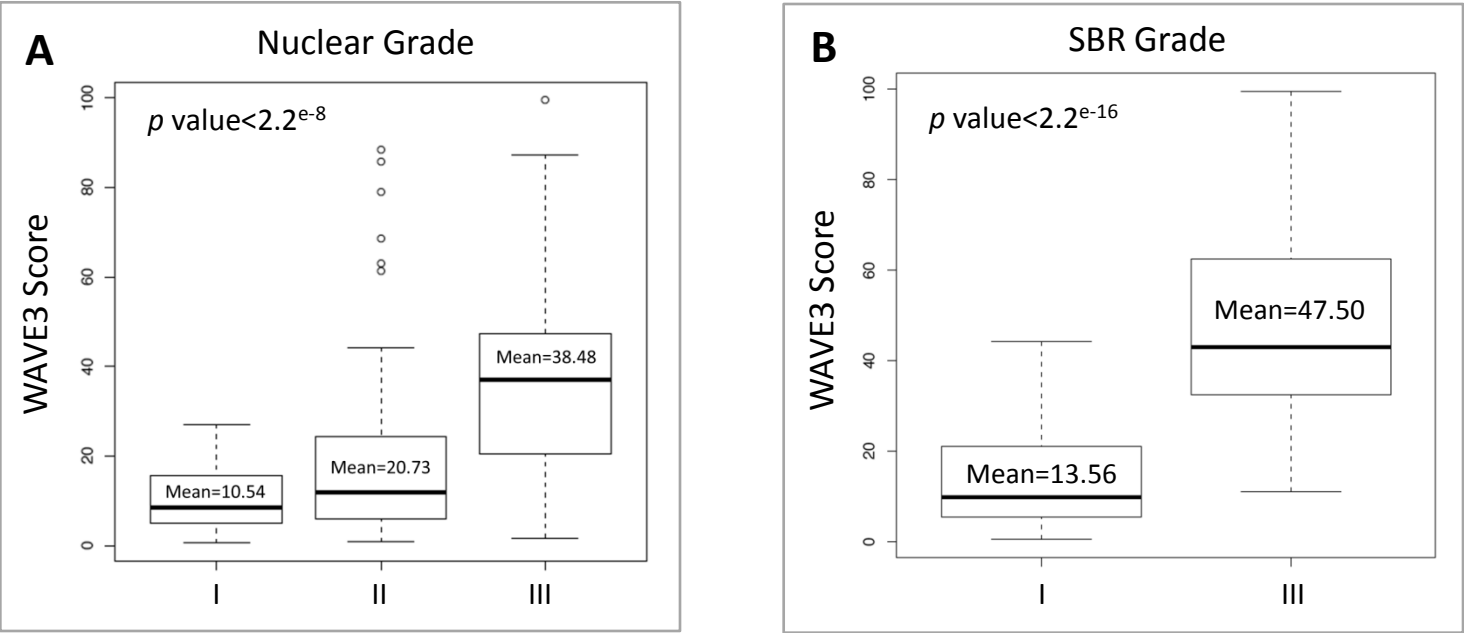 A
Nuclear Grade
p value<2.2e-8
WAVE3 Score
100
80
60
40
20
0
Mean=10.54
Mean=20.73
Mean=38.48
I
II
III
B
SBR Grade
p value<2.2e-16
WAVE3 Score
100
80
60
40
20
0
Mean=13.56
Mean=47.50
I
III